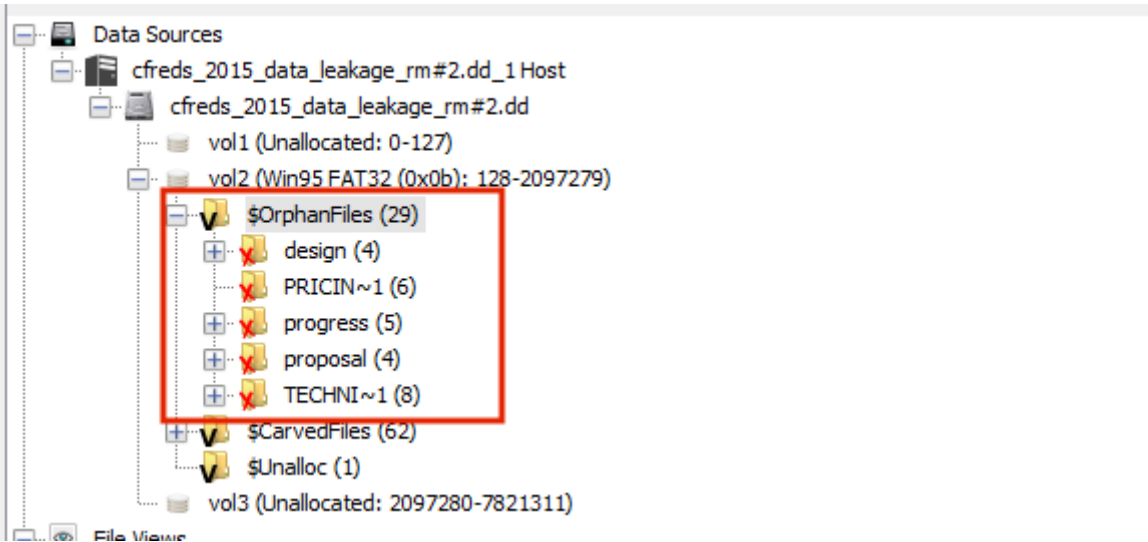 Data Sources
cfreds_2015_data_leakage_rm#2.dd_1 Host
cfreds_2015_data_leakage_rm#2.dd
vol1 (Unallocated: 0-127)
vol2 (Win95 FAT32 (0x0b): 128-2097279)
$OrphanFiles (29)
design (4)
PRICIN~1 (6)
progress (5)
proposal (4)
TECHNI~1 (8)
$CarvedFiles (62)
$Unalloc (1)
vol3 (Unallocated: 2097280-7821311)
File Views